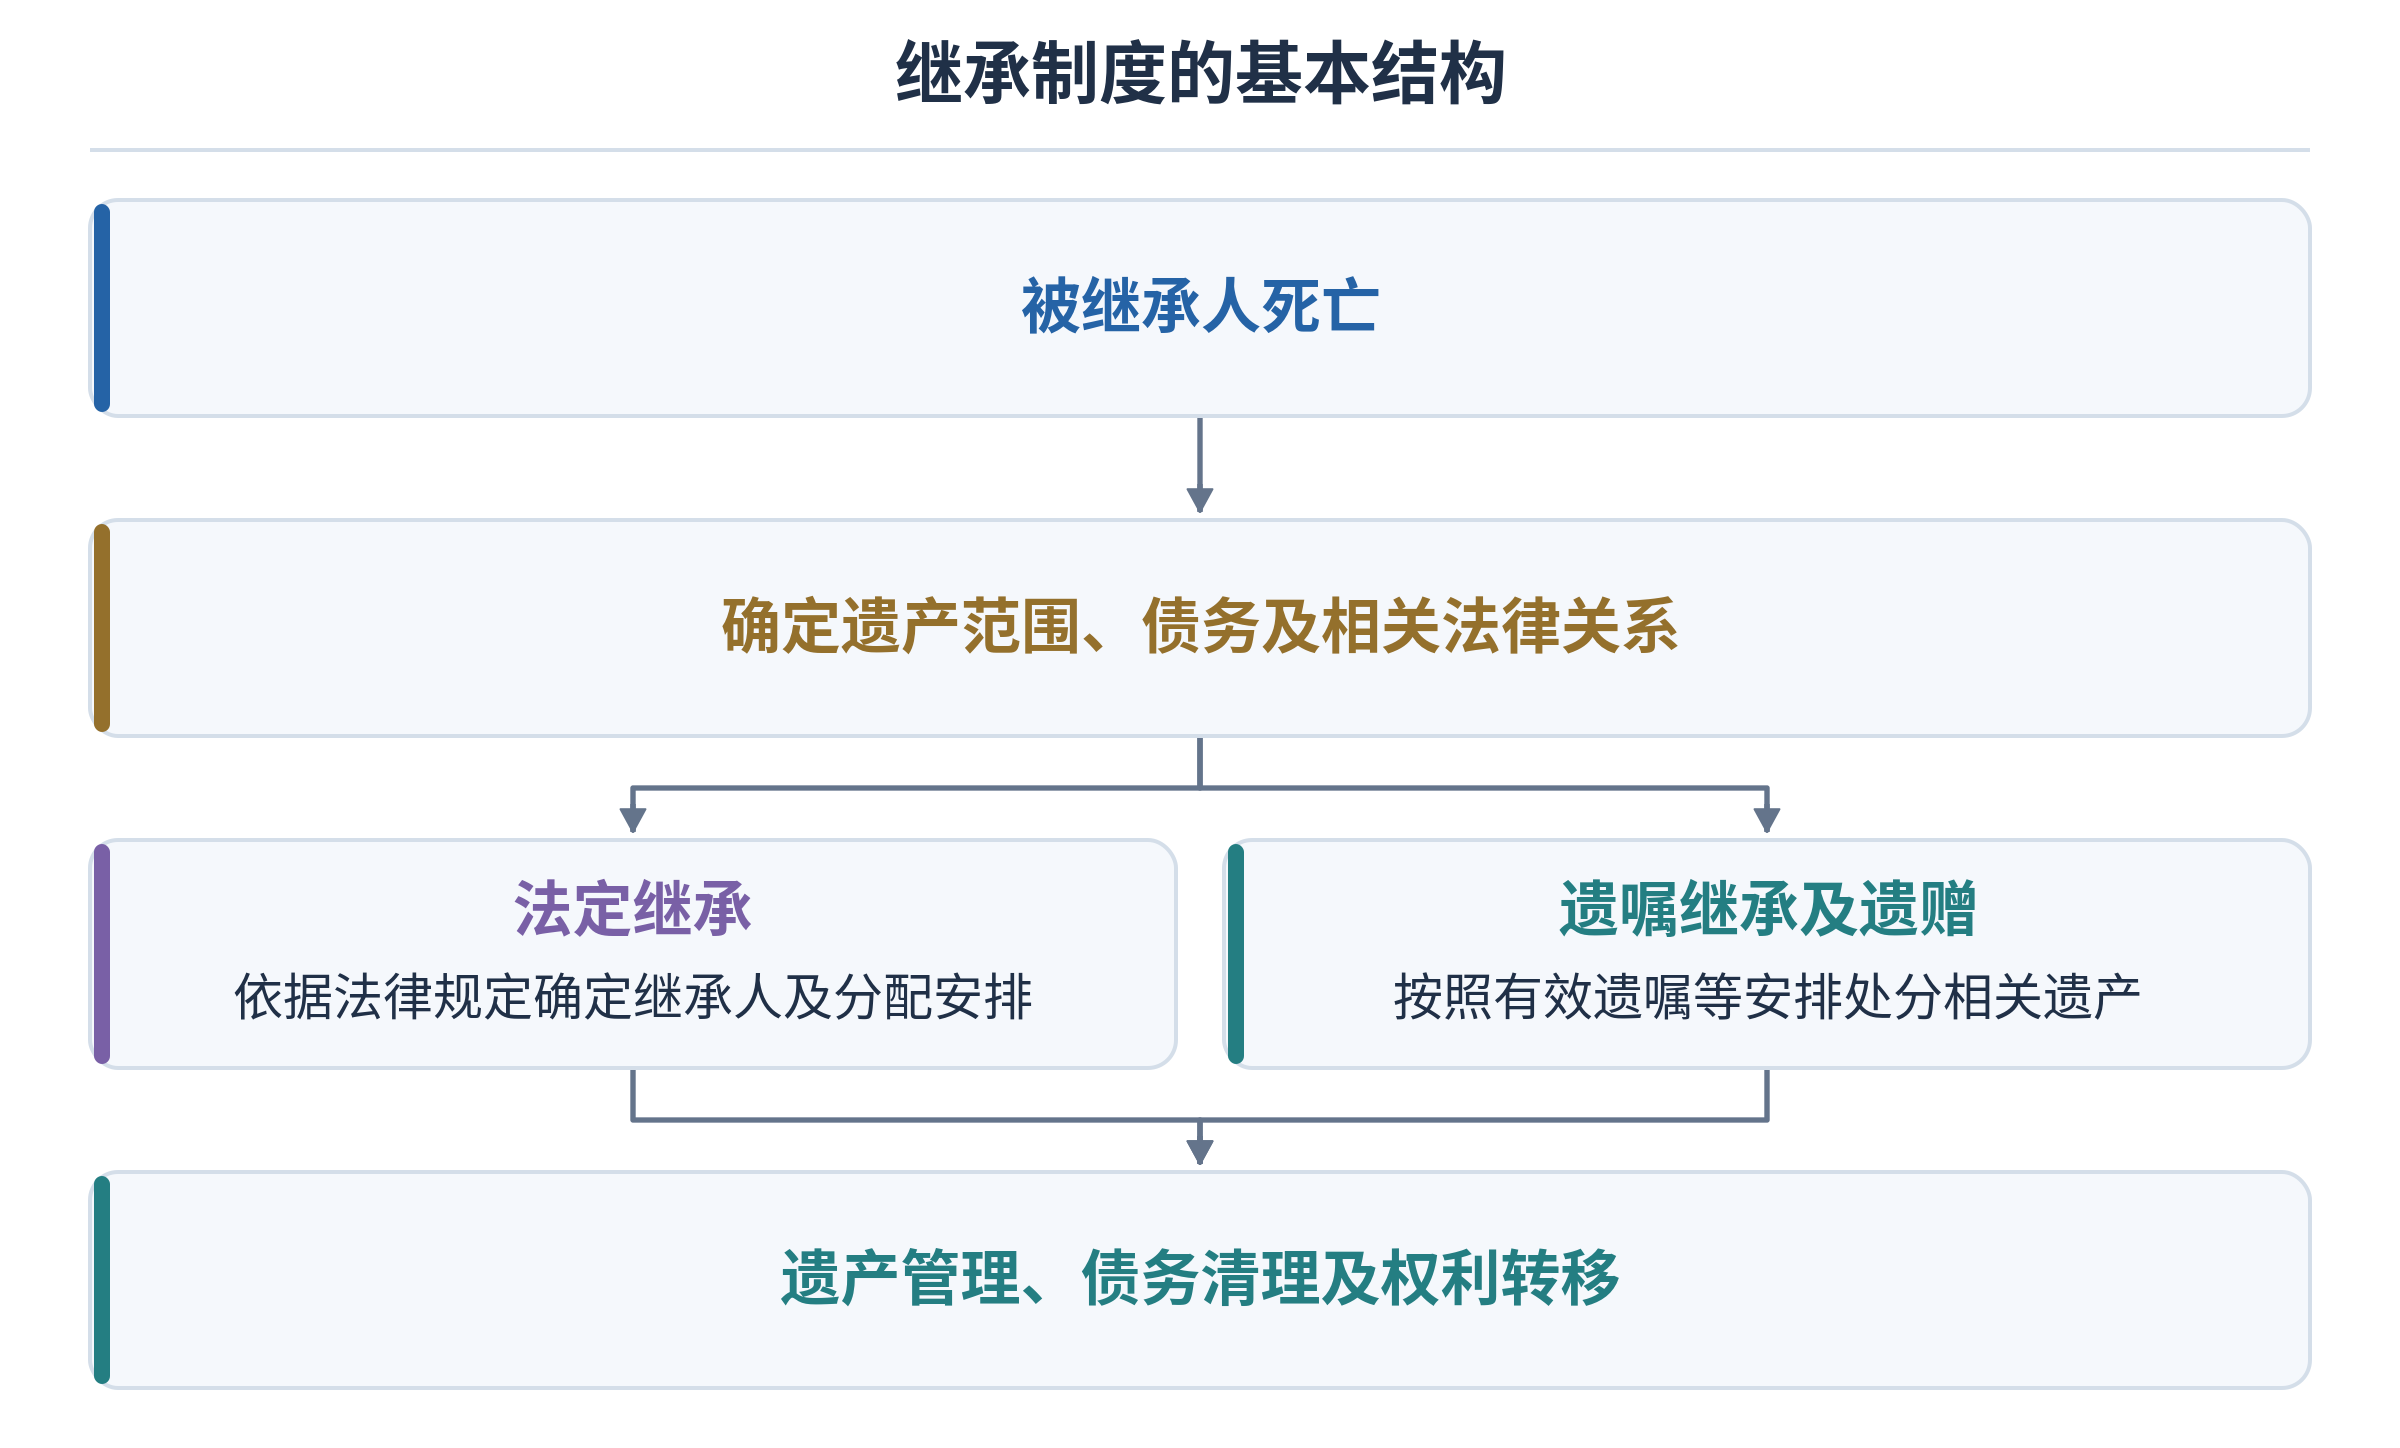 继承制度的基本结构
被继承人死亡
确定遗产范围、债务及相关法律关系
法定继承
依据法律规定确定继承人及分配安排
遗嘱继承及遗赠
按照有效遗嘱等安排处分相关遗产
遗产管理、债务清理及权利转移